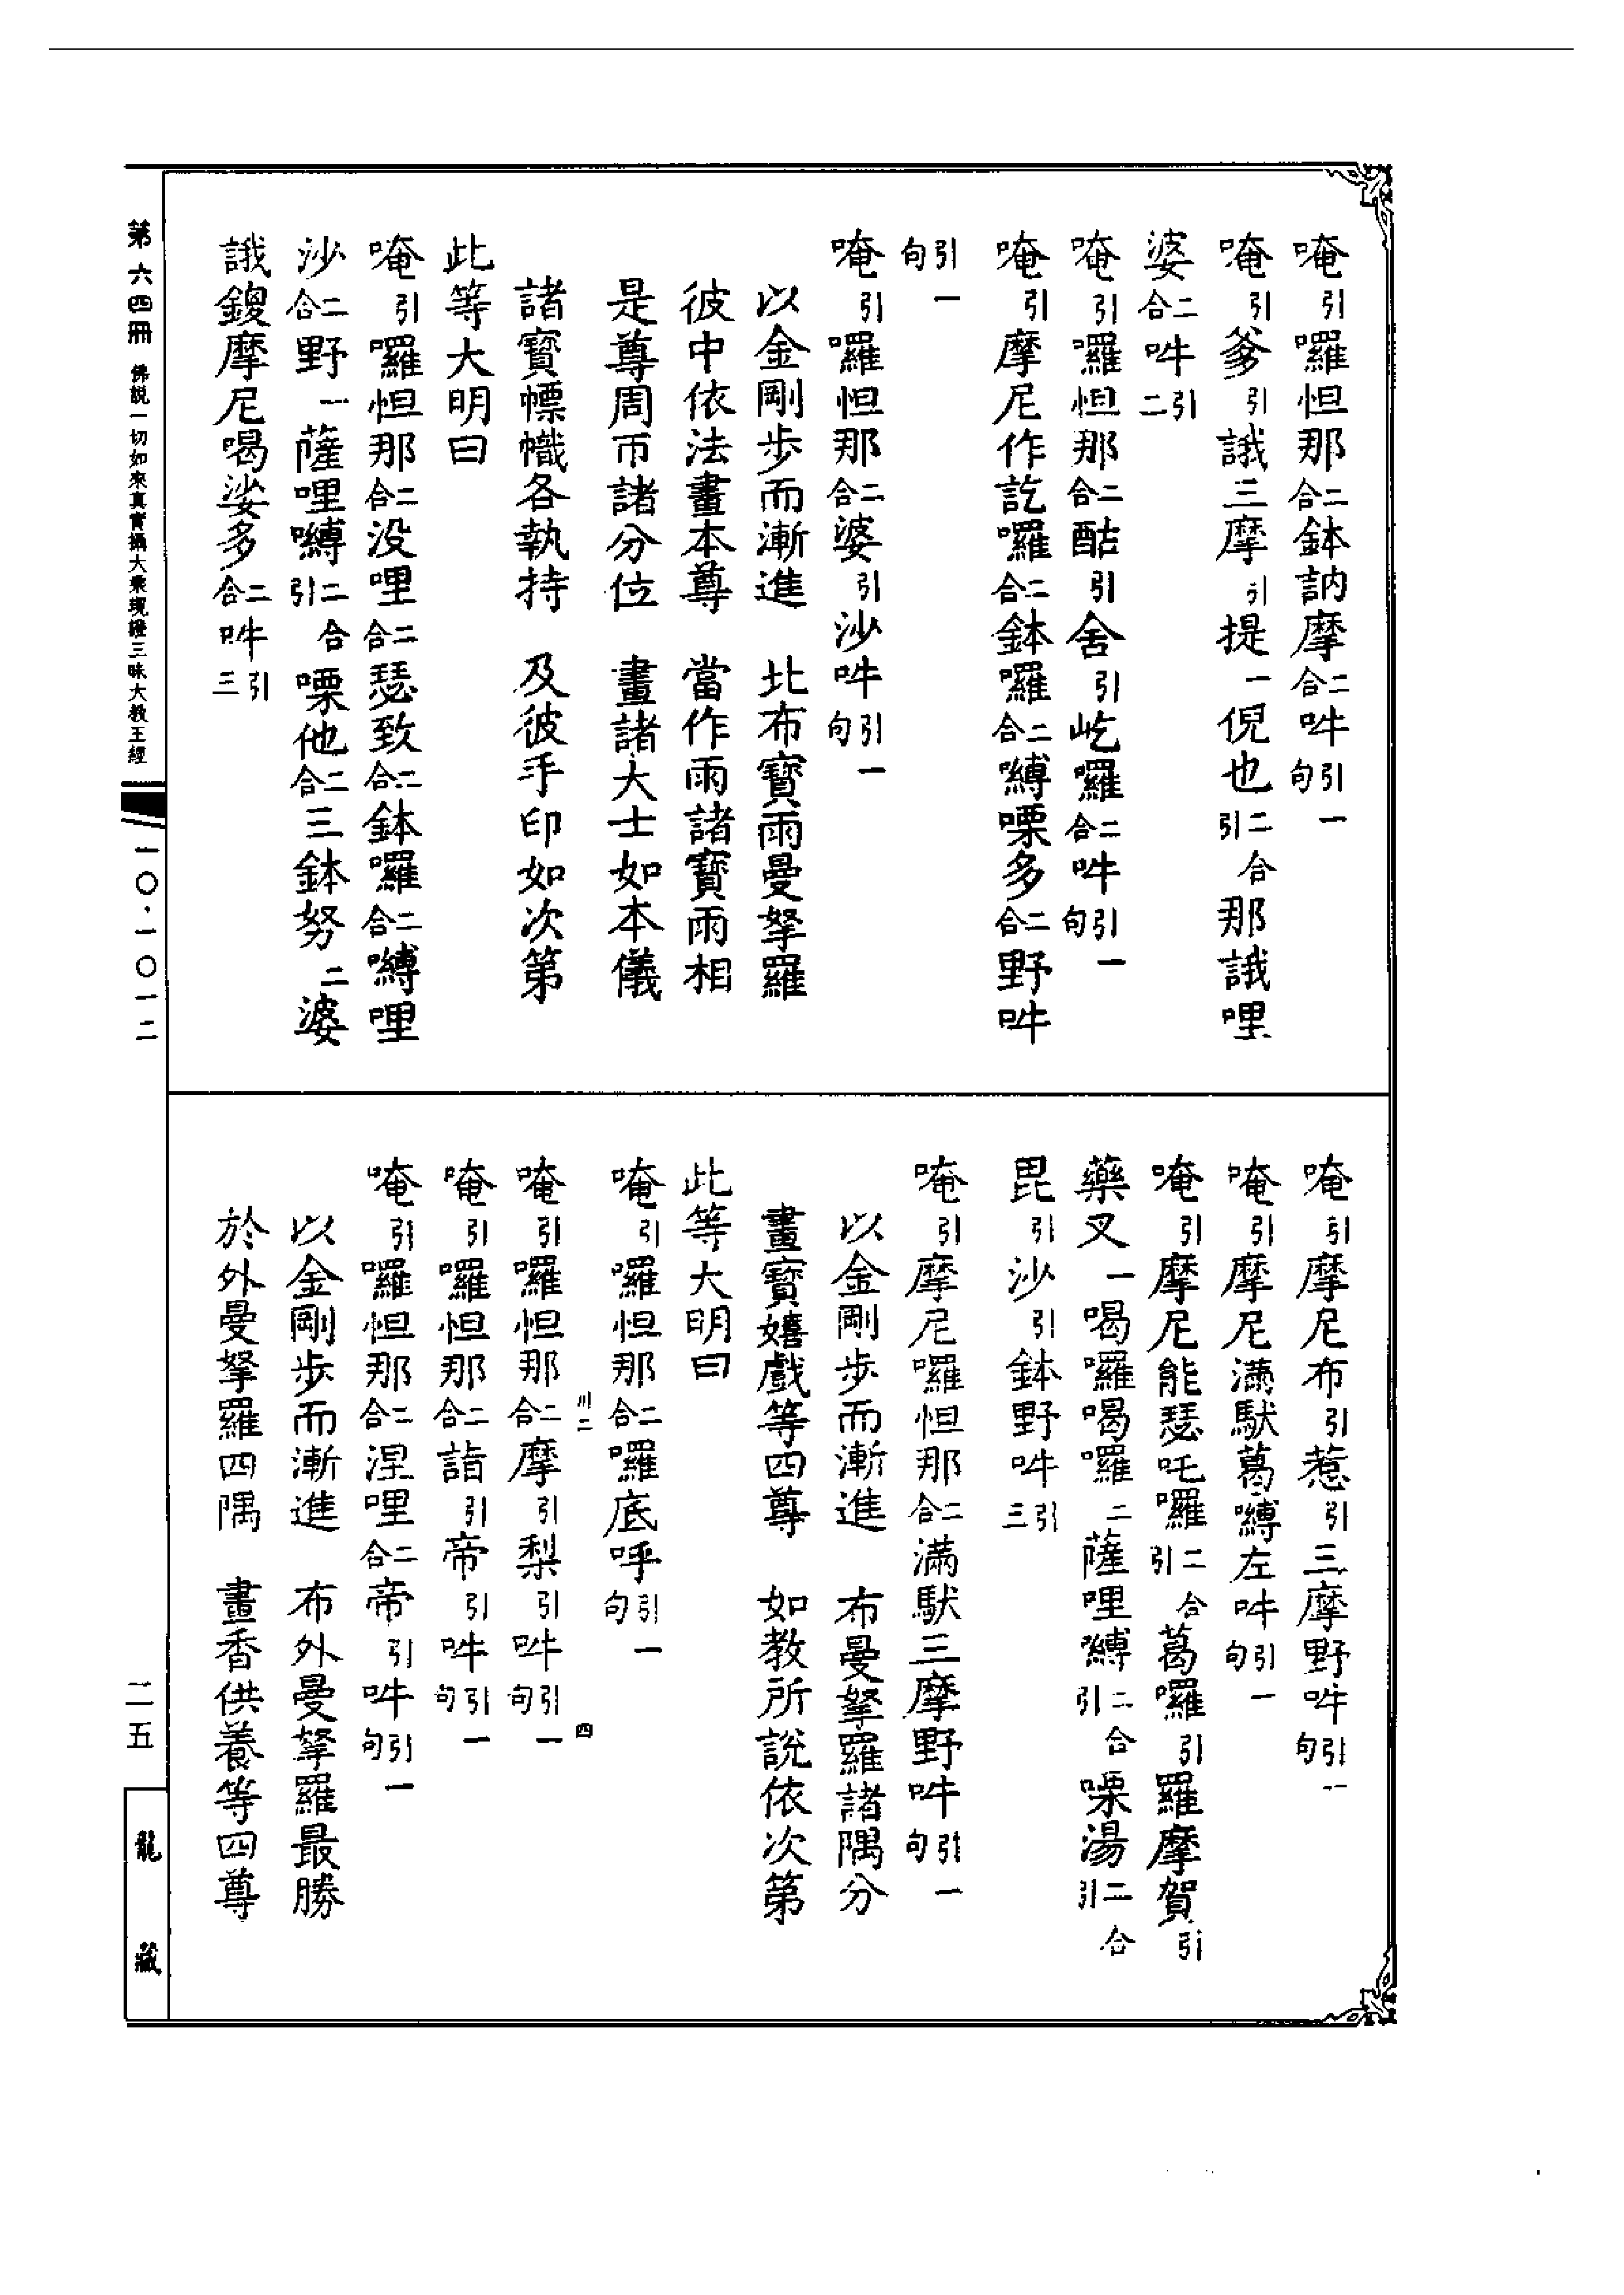 唵引囉怛那二合鉢訥摩二合吽引句一
唵引爹引誐三摩引提一倪也二合引那誐哩
婆二合吽引二
唵引囉怛那二合酤引舍引屹囉二合吽引句一
唵引摩尼作訖囉二合鉢囉二合嚩㗚多二合野吽
引句一
唵引囉怛那二合婆引沙吽引句一
以金剛步而漸進　此布寶雨曼拏羅
彼中依法畫本尊　當作雨諸寶雨相
是尊周帀諸分位　畫諸大士如本儀
諸寶幖幟各執持　及彼手印如次第
此等大明曰
唵引囉怛那二合沒哩二合瑟致二合鉢囉二合嚩哩
沙二合野一薩哩嚩二合引㗚他二合三鉢努二婆
誐鑁摩尼喝娑多二合吽引三
唵引摩尼布引惹引三摩野吽引句一
唵引摩尼滿馱葛嚩左吽引句一
唵引摩尼能瑟吒囉二合引葛囉引羅摩賀引
藥叉一喝囉喝囉二薩哩嚩二合引㗚湯二合引
毘引沙引鉢野吽引三
唵引摩尼囉怛那二合滿馱三摩野吽引句一
以金剛步而漸進　布曼拏羅諸隅分
畫寶嬉戲等四尊　如教所說依次第
此等大明曰
唵引囉怛那二合囉底呼引句一
川二　四
唵引囉怛那二合摩引梨引吽引句一
唵引囉怛那二合詣引帝引吽引句一
唵引囉怛那二合涅哩二合帝引吽引句一
以金剛步而漸進　布外曼拏羅最勝
於外曼拏羅四隅　畫香供養等四尊
第六四冊　佛説一切如來真實攝大乘現證三昧大教王經
一〇·一〇一二
二五
龍藏